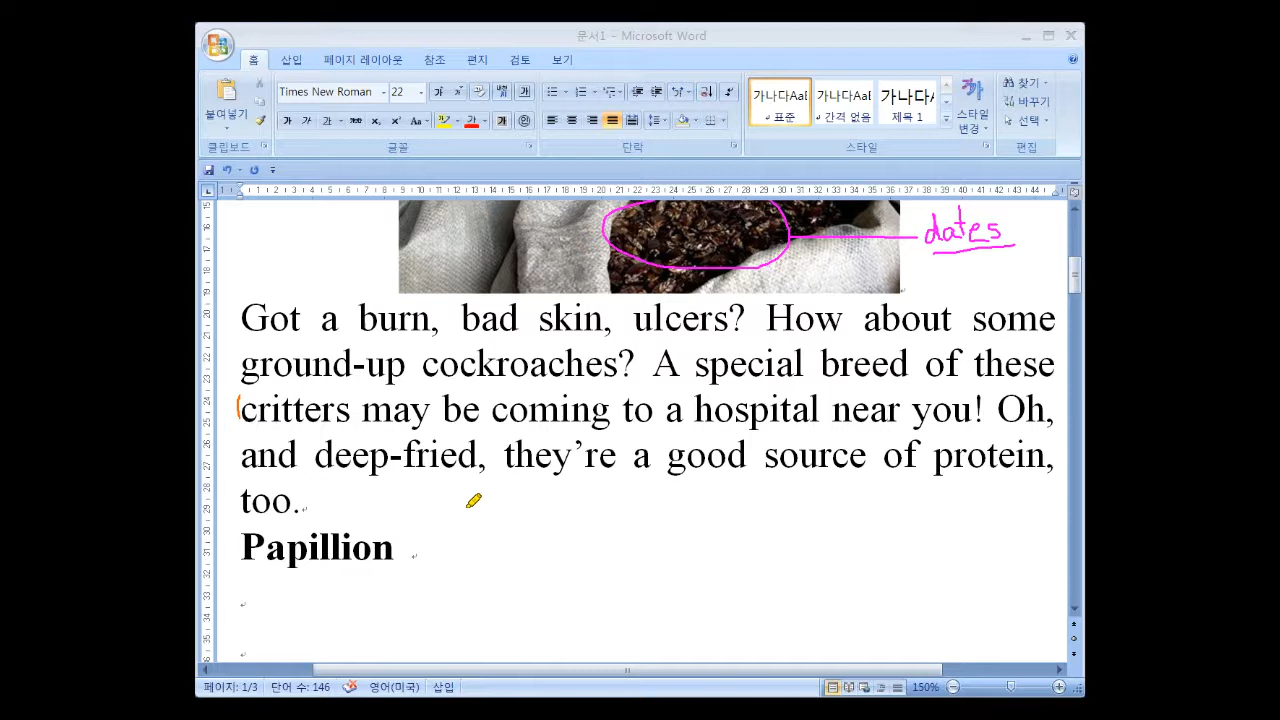 문서1 - Microsoft Word
홈 삽입 페이지 레이아웃 참조 편지 검토 보기
붙여넣기
Times New Roman 22
가나다AaI 가나다AaI 가나다A
표준 간격 없음 제목 1
스타일 변경
찾기
바꾸기
선택
클립보드 글꼴 단락 스타일 편집
dates
Got a burn, bad skin, ulcers? How about some
ground-up cockroaches? A special breed of these
critters may be coming to a hospital near you! Oh,
and deep-fried, they’re a good source of protein,
too.
Papillion
페이지: 1/3 단어 수: 146 영어(미국) 삽입 150%